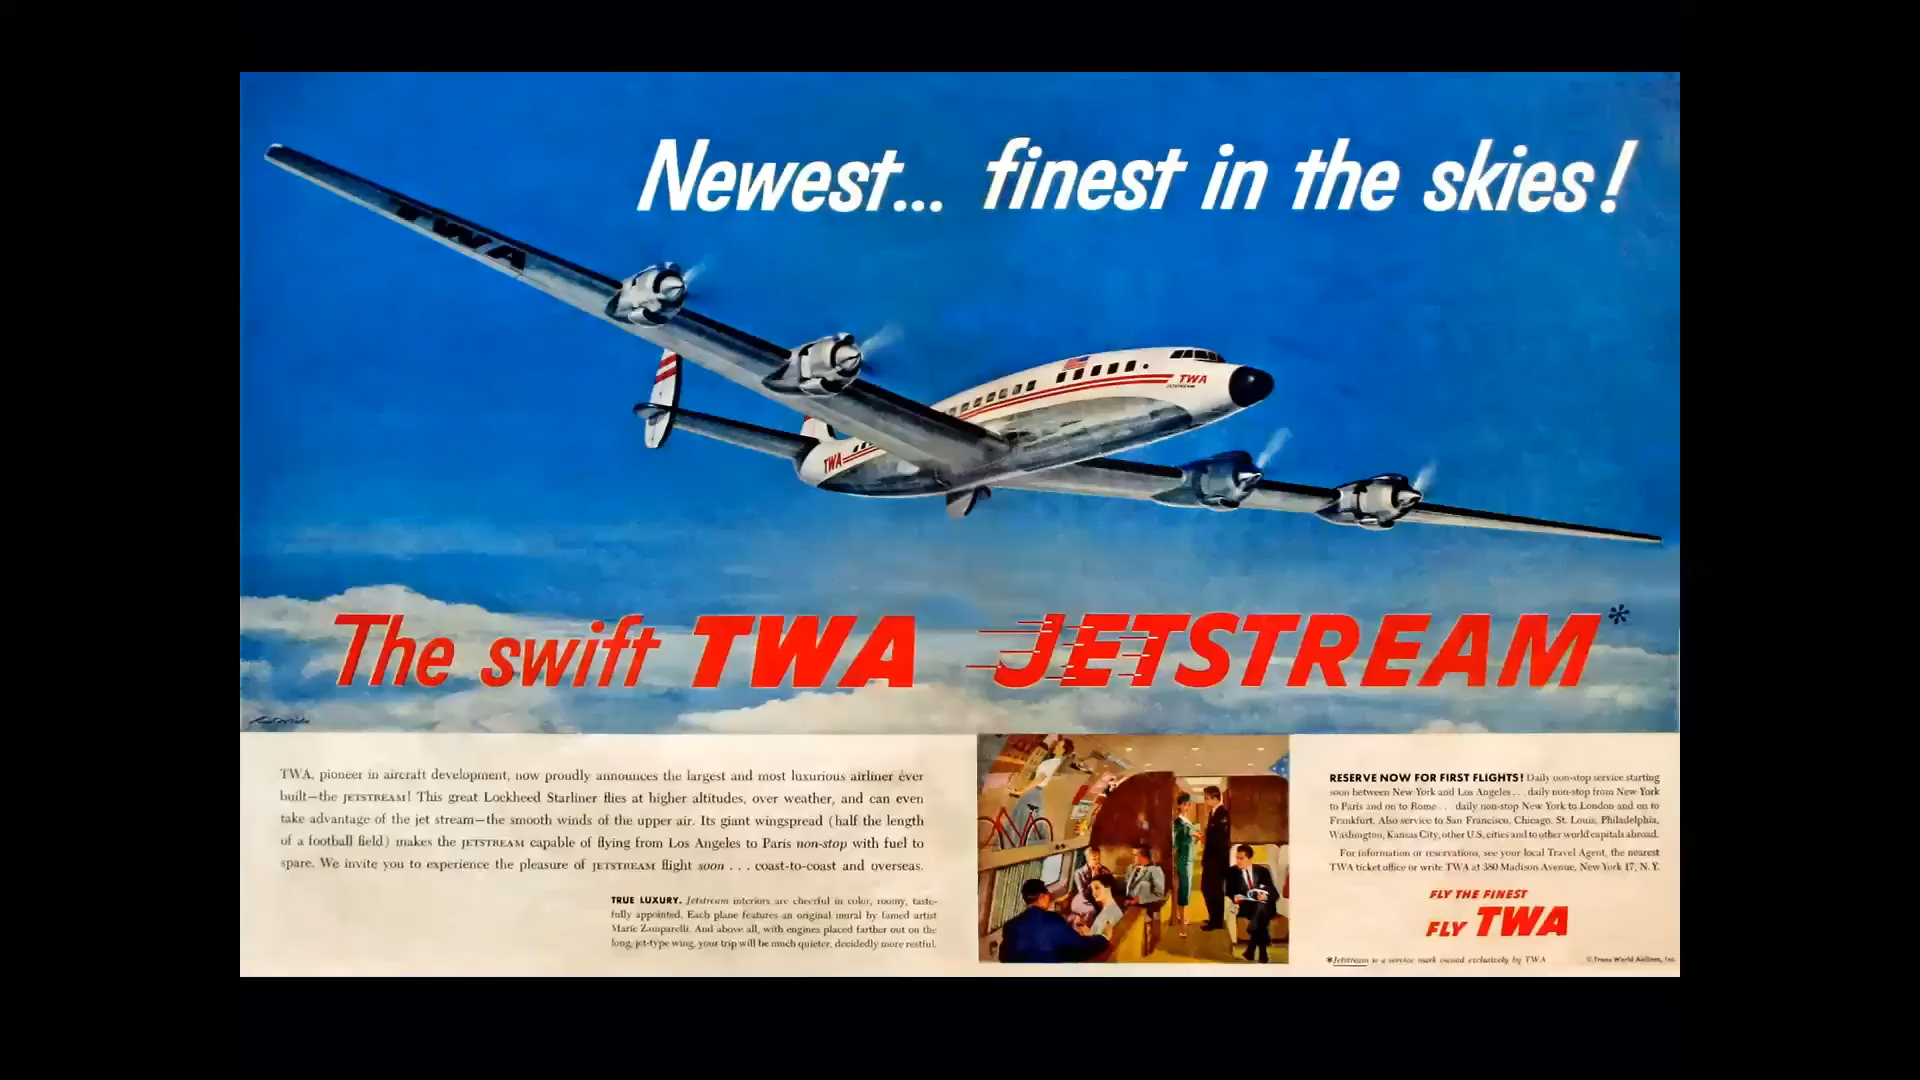 Newest... finest in the skies!
TWA
TWA
JETSTREAM
TWA
The swift TWA JETSTREAM*
TWA, pioneer in aircraft development, now proudly announces the largest and most luxurious airliner ever
built—the JETSTREAM! This great Lockheed Starliner flies at higher altitudes, over weather, and can even
take advantage of the jet stream—the smooth winds of the upper air. Its giant wingspread (half the length
of a football field) makes the JETSTREAM capable of flying from Los Angeles to Paris non-stop with fuel to
spare. We invite you to experience the pleasure of JETSTREAM flight soon . . . coast-to-coast and overseas.
TRUE LUXURY. Jetstream interiors are cheerful in color, roomy, taste-
fully appointed. Each plane features an original mural by famed artist
Mario Zamparelli. And above all, with engines placed farther out on the
long, jet-type wing, your trip will be much quieter, decidedly more restful.
RESERVE NOW FOR FIRST FLIGHTS! Daily non-stop service starting
soon between New York and Los Angeles . . . daily non-stop from New York
to Paris and on to Rome . . . daily non-stop New York to London and on to
Frankfurt. Also service to San Francisco, Chicago, St. Louis, Philadelphia,
Washington, Kansas City, other U.S. cities and to other world capitals abroad.
For information or reservations, see your local Travel Agent, the nearest
TWA ticket office or write TWA at 380 Madison Avenue, New York 17, N.Y.
FLY THE FINEST
FLY TWA
*Jetstream is a service mark owned exclusively by TWA
© Trans World Airlines, Inc.